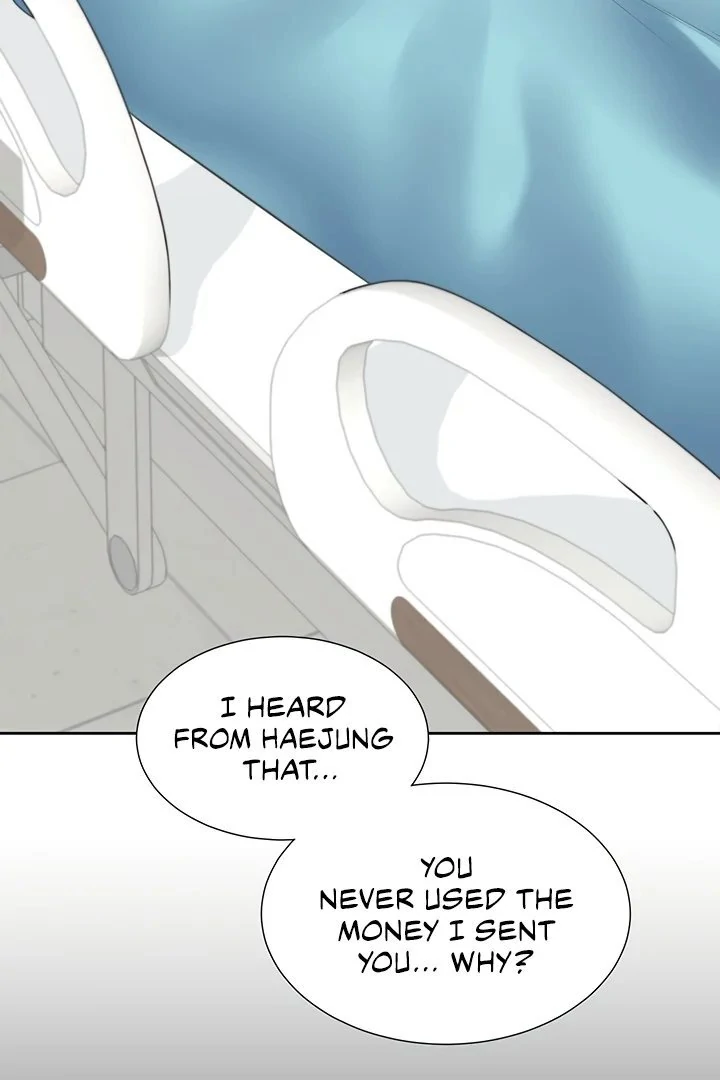 I HEARD
FROM HAEJUNG
THAT...
YOU
NEVER USED THE
MONEY I SENT
YOU... WHY?